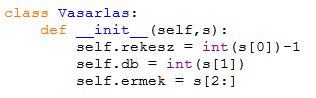 class Vasarlas:
    def __init__(self,s):
        self.rekesz = int(s[0])-1
        self.db = int(s[1])
        self.ermek = s[2:]